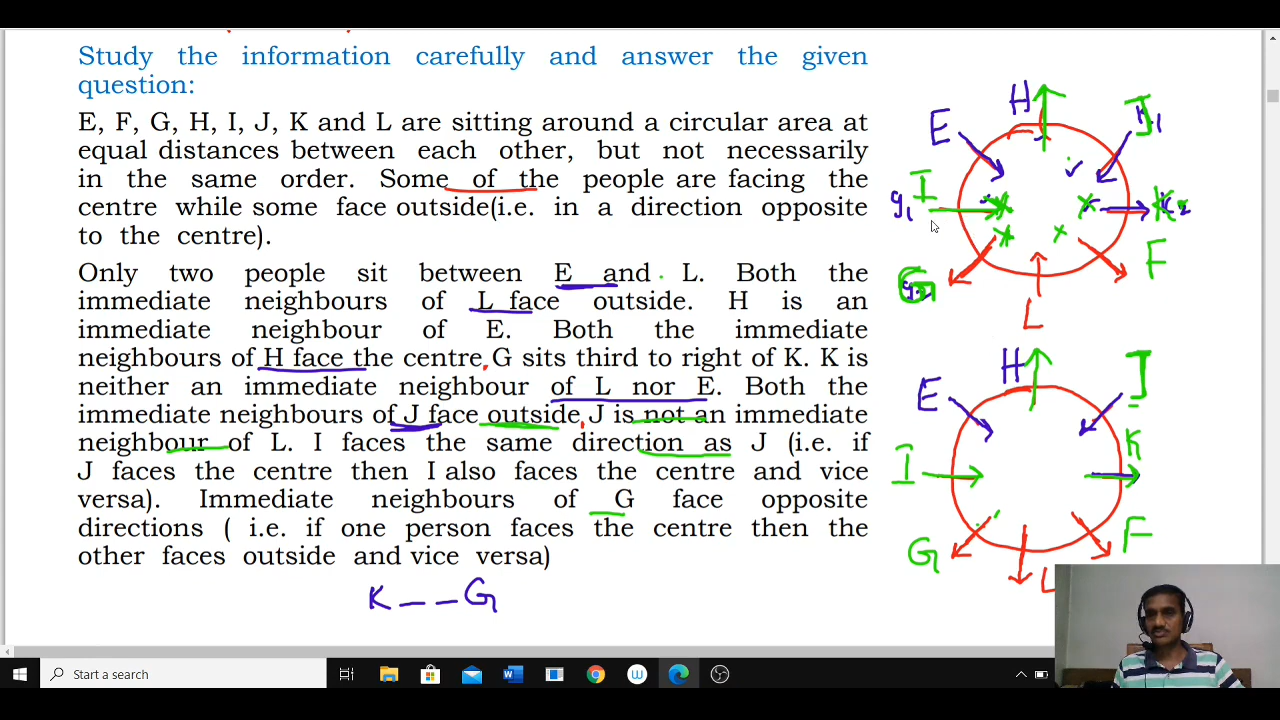 Study the information carefully and answer the given
question:
E, F, G, H, I, J, K and L are sitting around a circular area at
equal distances between each other, but not necessarily
in the same order. Some of the people are facing the
centre while some face outside(i.e. in a direction opposite
to the centre).
Only two people sit between E and L. Both the
immediate neighbours of L face outside. H is an
immediate neighbour of E. Both the immediate
neighbours of H face the centre, G sits third to right of K. K is
neither an immediate neighbour of L nor E. Both the
immediate neighbours of J face outside, J is not an immediate
neighbour of L. I faces the same direction as J (i.e. if
J faces the centre then I also faces the centre and vice
versa). Immediate neighbours of G face opposite
directions ( i.e. if one person faces the centre then the
other faces outside and vice versa)
K _ _ G
H
E
J
I
g1
K
F
G
L
H
J
E
K
I
F
G
L
Start a search